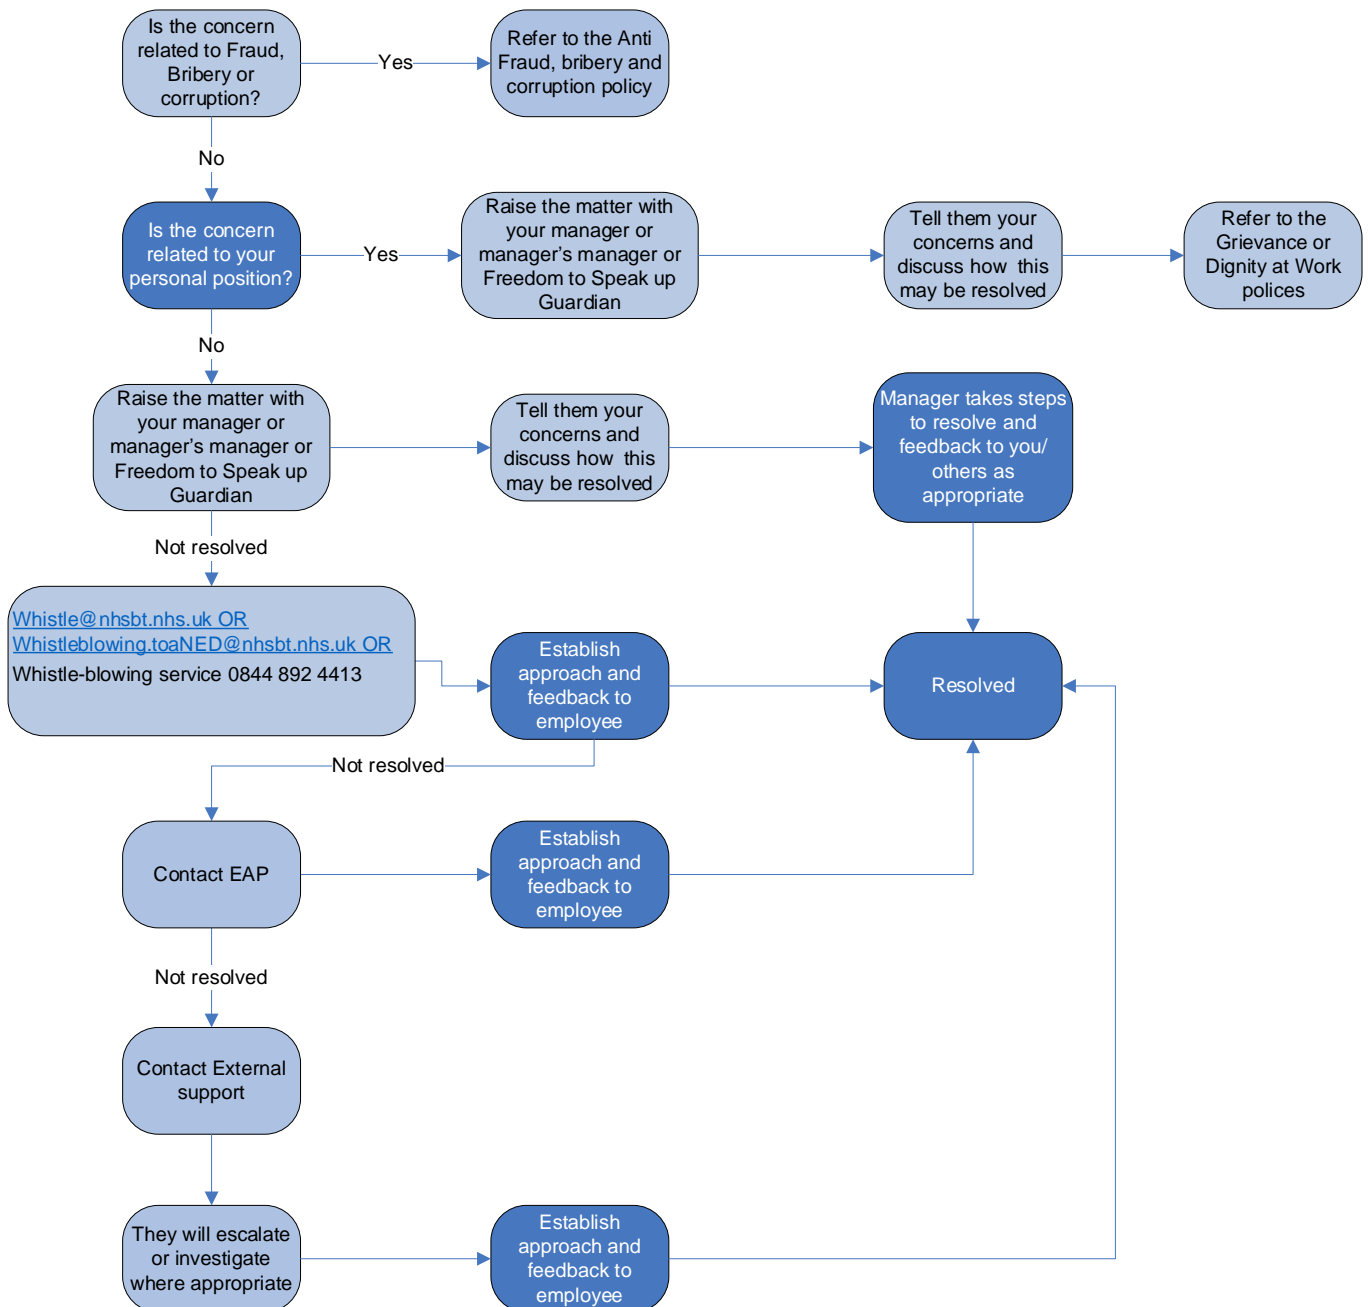 Is the concern
related to Fraud,
Bribery or
corruption?
Yes
Refer to the Anti
Fraud, bribery and
corruption policy
No
Is the concern
related to your
personal position?
Yes
Raise the matter with
your manager or
manager's manager or
Freedom to Speak up
Guardian
Tell them your
concerns and
discuss how this
may be resolved
Refer to the
Grievance or
Dignity at Work
polices
No
Raise the matter with
your manager or
manager's manager or
Freedom to Speak up
Guardian
Tell them your
concerns and
discuss how this
may be resolved
Manager takes steps
to resolve and
feedback to you/
others as
appropriate
Not resolved
Whistle@nhsbt.nhs.uk OR
Whistleblowing.toaNED@nhsbt.nhs.uk OR
Whistle-blowing service 0844 892 4413
Establish
approach and
feedback to
employee
Resolved
Not resolved
Contact EAP
Establish
approach and
feedback to
employee
Not resolved
Contact External
support
They will escalate
or investigate
where appropriate
Establish
approach and
feedback to
employee